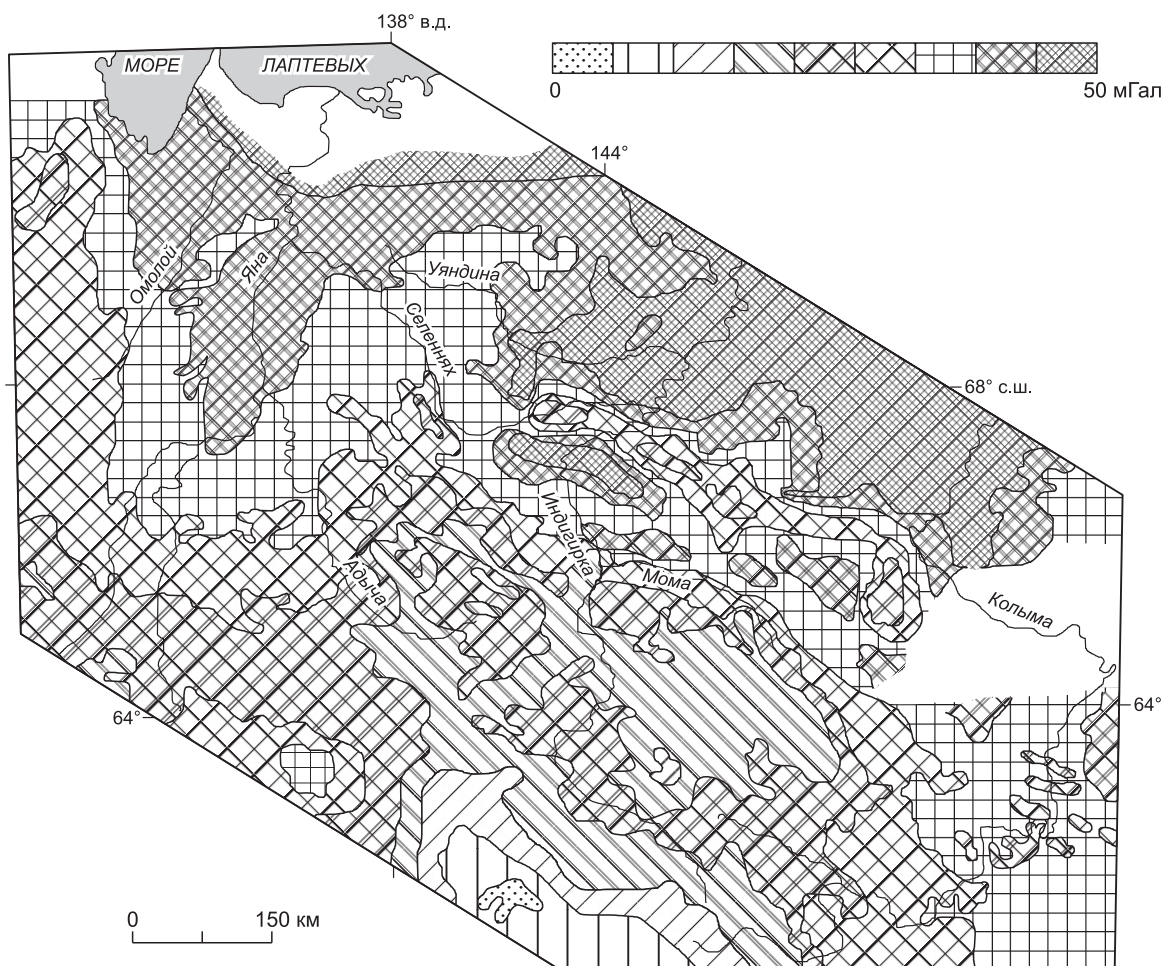 138° в.д.
МОРЕ ЛАПТЕВЫХ
0 50 мГал
144°
Омолой
Яна
Уяндина
Селеннях
68° с.ш.
Индигирка
Адыча
Мома
Колыма
64°
64°
0 150 км